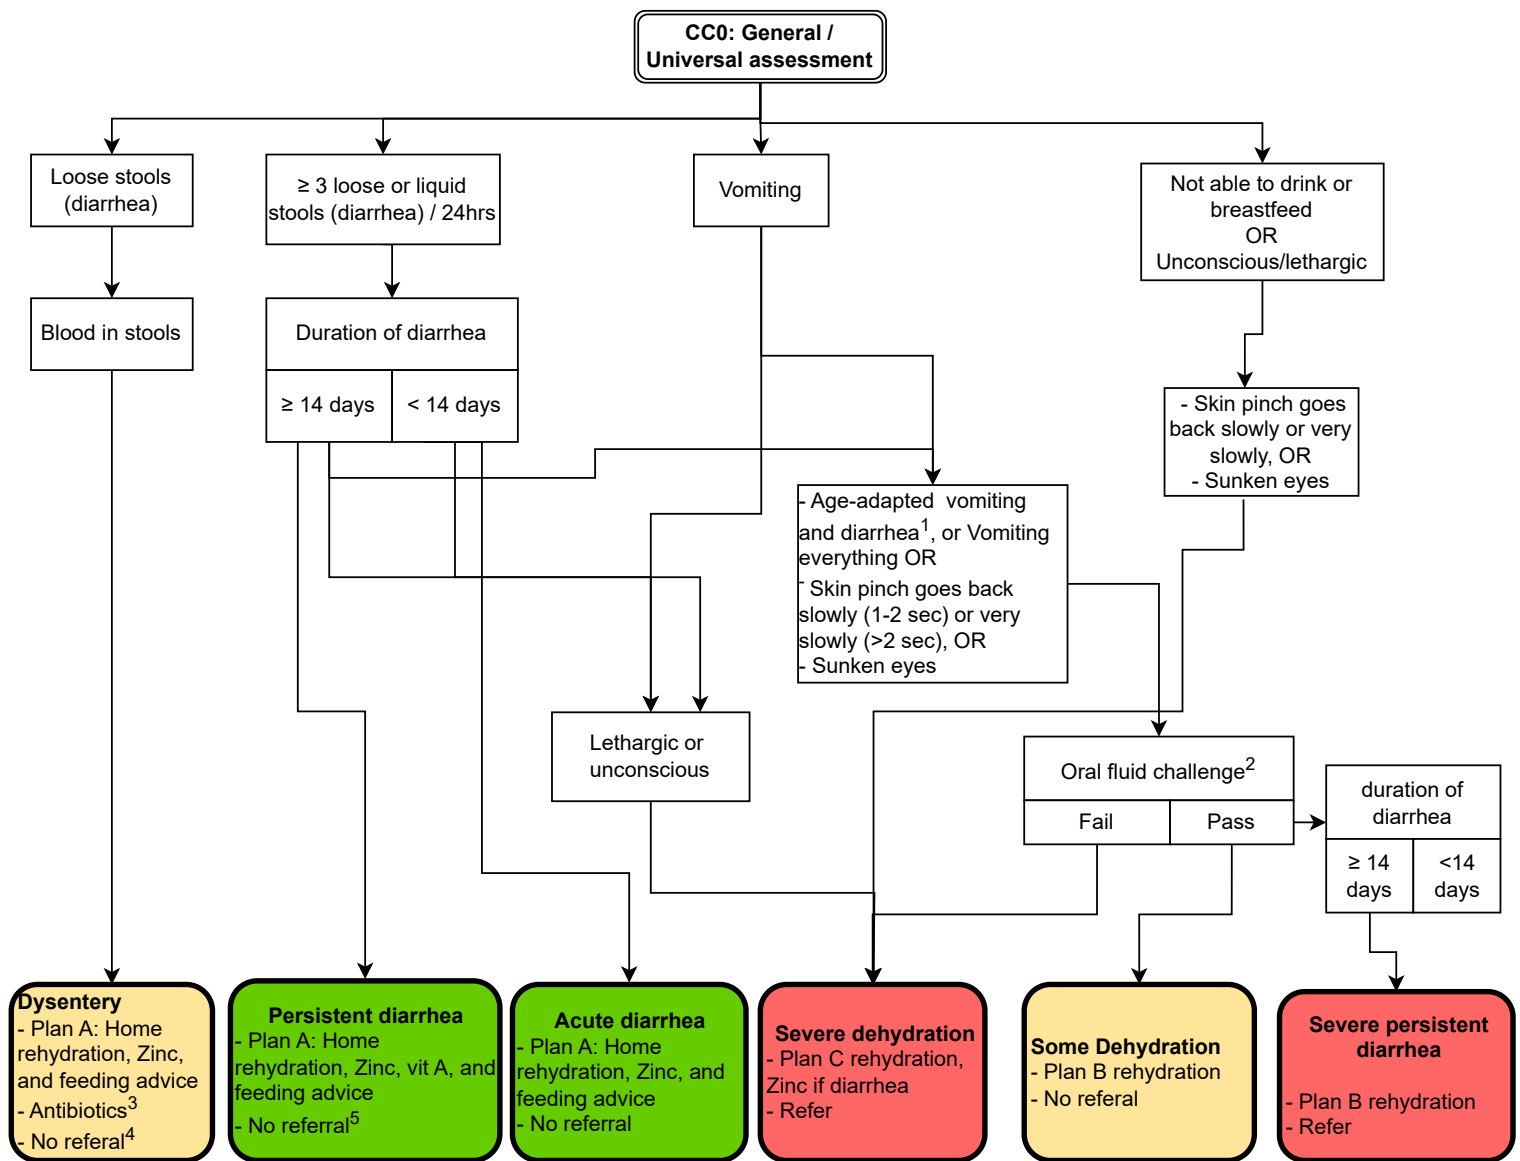 CC0: General /
Universal assessment
Loose stools
(diarrhea)
≥ 3 loose or liquid
stools (diarrhea) / 24hrs
Vomiting
Not able to drink or
breastfeed
OR
Unconscious/lethargic
Blood in stools
Duration of diarrhea
≥ 14 days
< 14 days
- Skin pinch goes
back slowly or very
slowly, OR
- Sunken eyes
- Age-adapted vomiting
and diarrhea1, or Vomiting
everything OR
- Skin pinch goes back
slowly (1-2 sec) or very
slowly (>2 sec), OR
- Sunken eyes
Lethargic or
unconscious
Oral fluid challenge2
Fail
Pass
duration of
diarrhea
≥ 14
days
<14
days
Dysentery
- Plan A: Home
rehydration, Zinc,
and feeding advice
- Antibiotics3
- No referal4
Persistent diarrhea
- Plan A: Home
rehydration, Zinc, vit A, and
feeding advice
- No referral5
Acute diarrhea
- Plan A: Home
rehydration, Zinc, and
feeding advice
- No referral
Severe dehydration
- Plan C rehydration,
Zinc if diarrhea
- Refer
Some Dehydration
- Plan B rehydration
- No referal
Severe persistent
diarrhea
- Plan B rehydration
- Refer